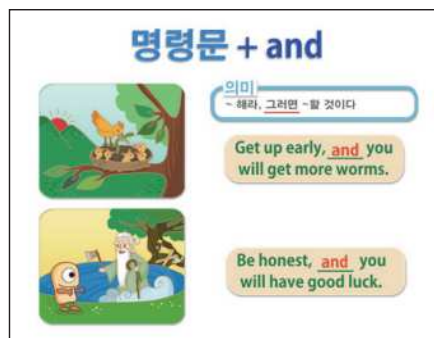 명령문 + and
의미
~ 해라, 그러면 ~할 것이다
Get up early, and you
will get more worms.
Be honest, and you
will have good luck.